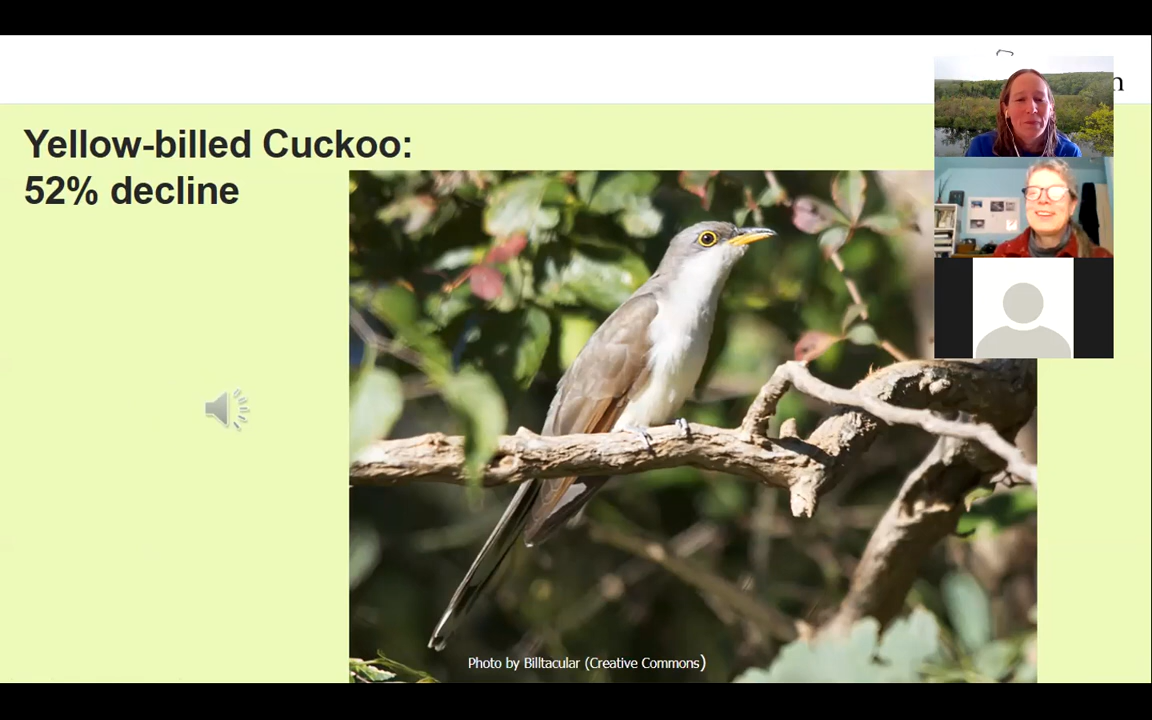 Yellow-billed Cuckoo:
52% decline
Photo by Billtacular (Creative Commons)